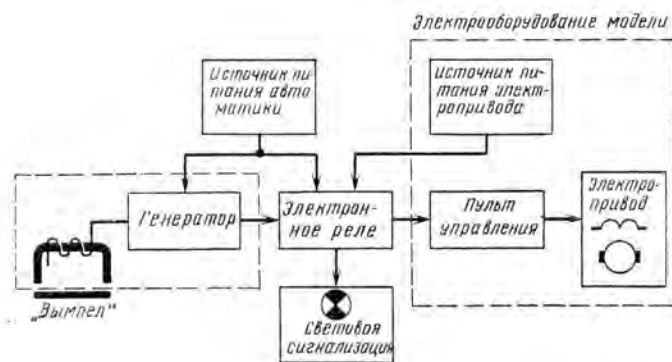 Электрооборудование модели
Источник пи-
тания авто
матики
Источник пи-
тания элект-
ропривода
Генератор
Электрон-
ное реле
Пульт
управления
Электро-
привод
„Вымпел"
Световая
сигнализация